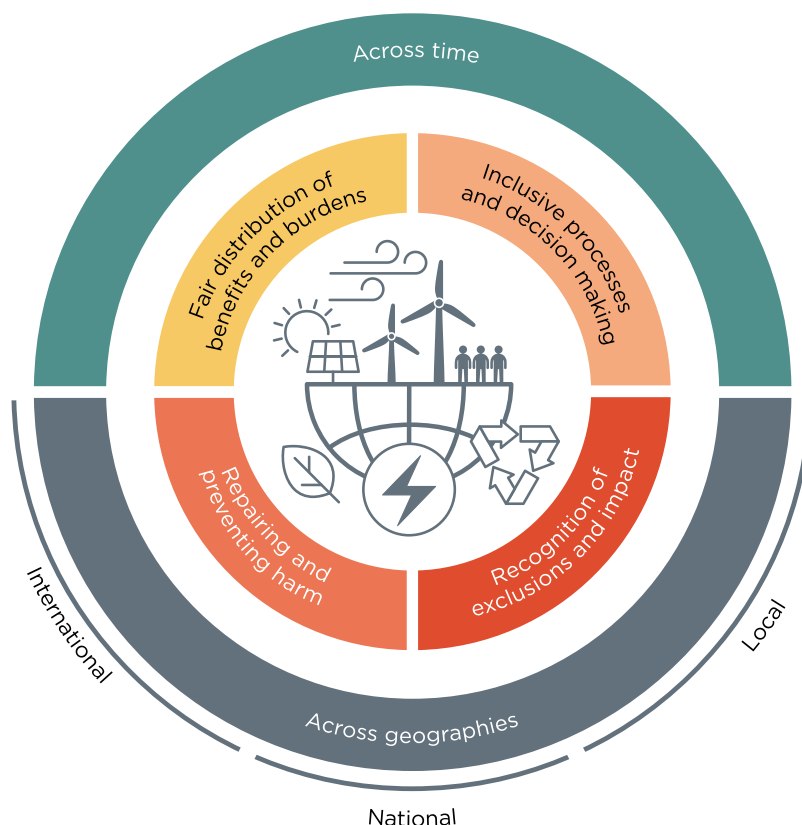 Across time
Fair distribution of
benefits and burdens
Inclusive processes
and decision making
Repairing and
preventing harm
Recognition of
exclusions and impact
Across geographies
International
National
Local